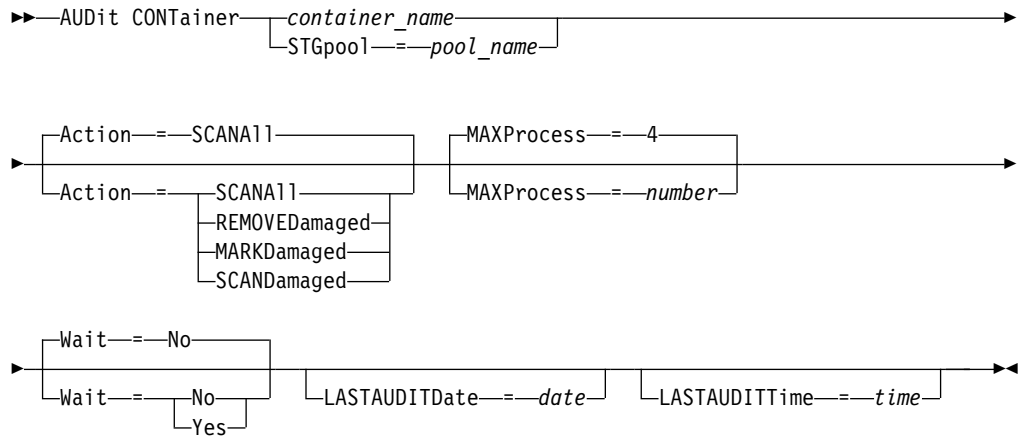 AUDit CONTainer container_name
STGpool = pool_name
Action = SCANAll MAXProcess = 4
Action = SCANAll MAXProcess = number
REMOVEDamaged
MARKDamaged
SCANDamaged
Wait = No
Wait = No LASTAUDITDate = date LASTAUDITTime = time
Yes